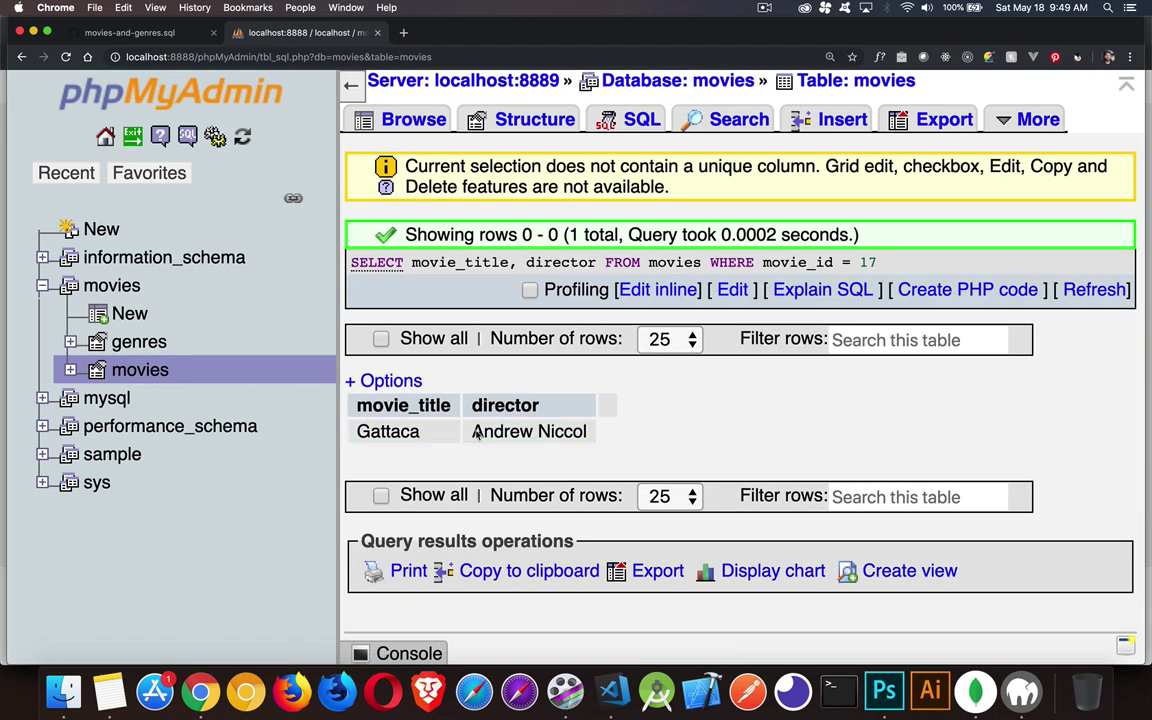 Chrome File Edit View History Bookmarks People Window Help 100% Sat May 18 9:49 AM
movies-and-genres.sql × localhost:8888 / localhost / mo × +
localhost:8888/phpMyAdmin/tbl_sql.php?db=movies&table=movies
phpMyAdmin
Recent Favorites
New
information_schema
movies
New
genres
movies
mysql
performance_schema
sample
sys
Server: localhost:8889 » Database: movies » Table: movies
Browse Structure SQL Search Insert Export More
Current selection does not contain a unique column. Grid edit, checkbox, Edit, Copy and
Delete features are not available.
Showing rows 0 - 0 (1 total, Query took 0.0002 seconds.)
SELECT movie_title, director FROM movies WHERE movie_id = 17
Profiling [Edit inline] [ Edit ] [ Explain SQL ] [ Create PHP code ] [ Refresh]
Show all | Number of rows: 25 Filter rows: Search this table
+ Options
movie_title director
Gattaca Andrew Niccol
Show all | Number of rows: 25 Filter rows: Search this table
Query results operations
Print Copy to clipboard Export Display chart Create view
Console
1 Ps Ai